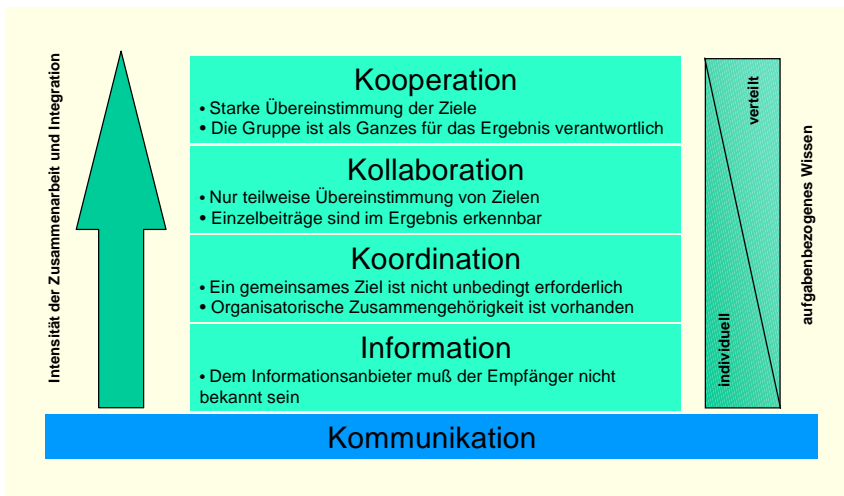 Intensität der Zusammenarbeit und Integration
Kooperation
• Starke Übereinstimmung der Ziele
• Die Gruppe ist als Ganzes für das Ergebnis verantwortlich
Kollaboration
• Nur teilweise Übereinstimmung von Zielen
• Einzelbeiträge sind im Ergebnis erkennbar
Koordination
• Ein gemeinsames Ziel ist nicht unbedingt erforderlich
• Organisatorische Zusammengehörigkeit ist vorhanden
Information
• Dem Informationsanbieter muß der Empfänger nicht
bekannt sein
verteilt
individuell
aufgabenbezogenes Wissen
Kommunikation